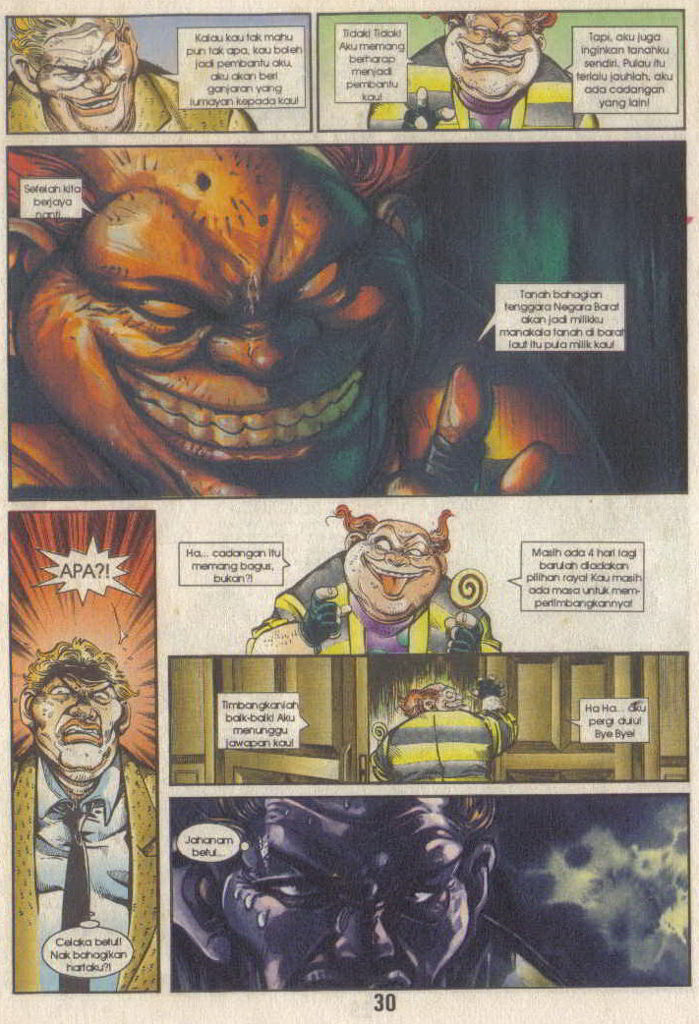 Kalau kau tak mahu
pun tak apa, kau boleh
jadi pembantu aku,
aku akan beri
ganjaran yang
lumayan kepada kau!
Tidak! Tidak!
Aku memang
berharap
menjadi
pembantu
kau!
Tapi, aku juga
inginkan tanahku
sendiri. Pulau itu
terlalu jauhlah, aku
ada cadangan
yang lain!
Setelah kita
berjaya
nanti...
Tanah bahagian
tenggara Negara Barat
akan jadi milikku
manakala tanah di barat
laut itu pula milik kau!
APA?!
Ha... cadangan itu
memang bagus,
bukan?!
Masih ada 4 hari lagi
barulah diadakan
pilihan raya! Kau masih
ada masa untuk mem-
pertimbangkannya!
Timbangkanlah
baik-baik! Aku
menunggu
jawapan kau!
Ha Ha... aku
pergi dulu!
Bye Bye!
Celaka betul!
Nak bahagikan
hartaku?!
Jahanam
betul...
30